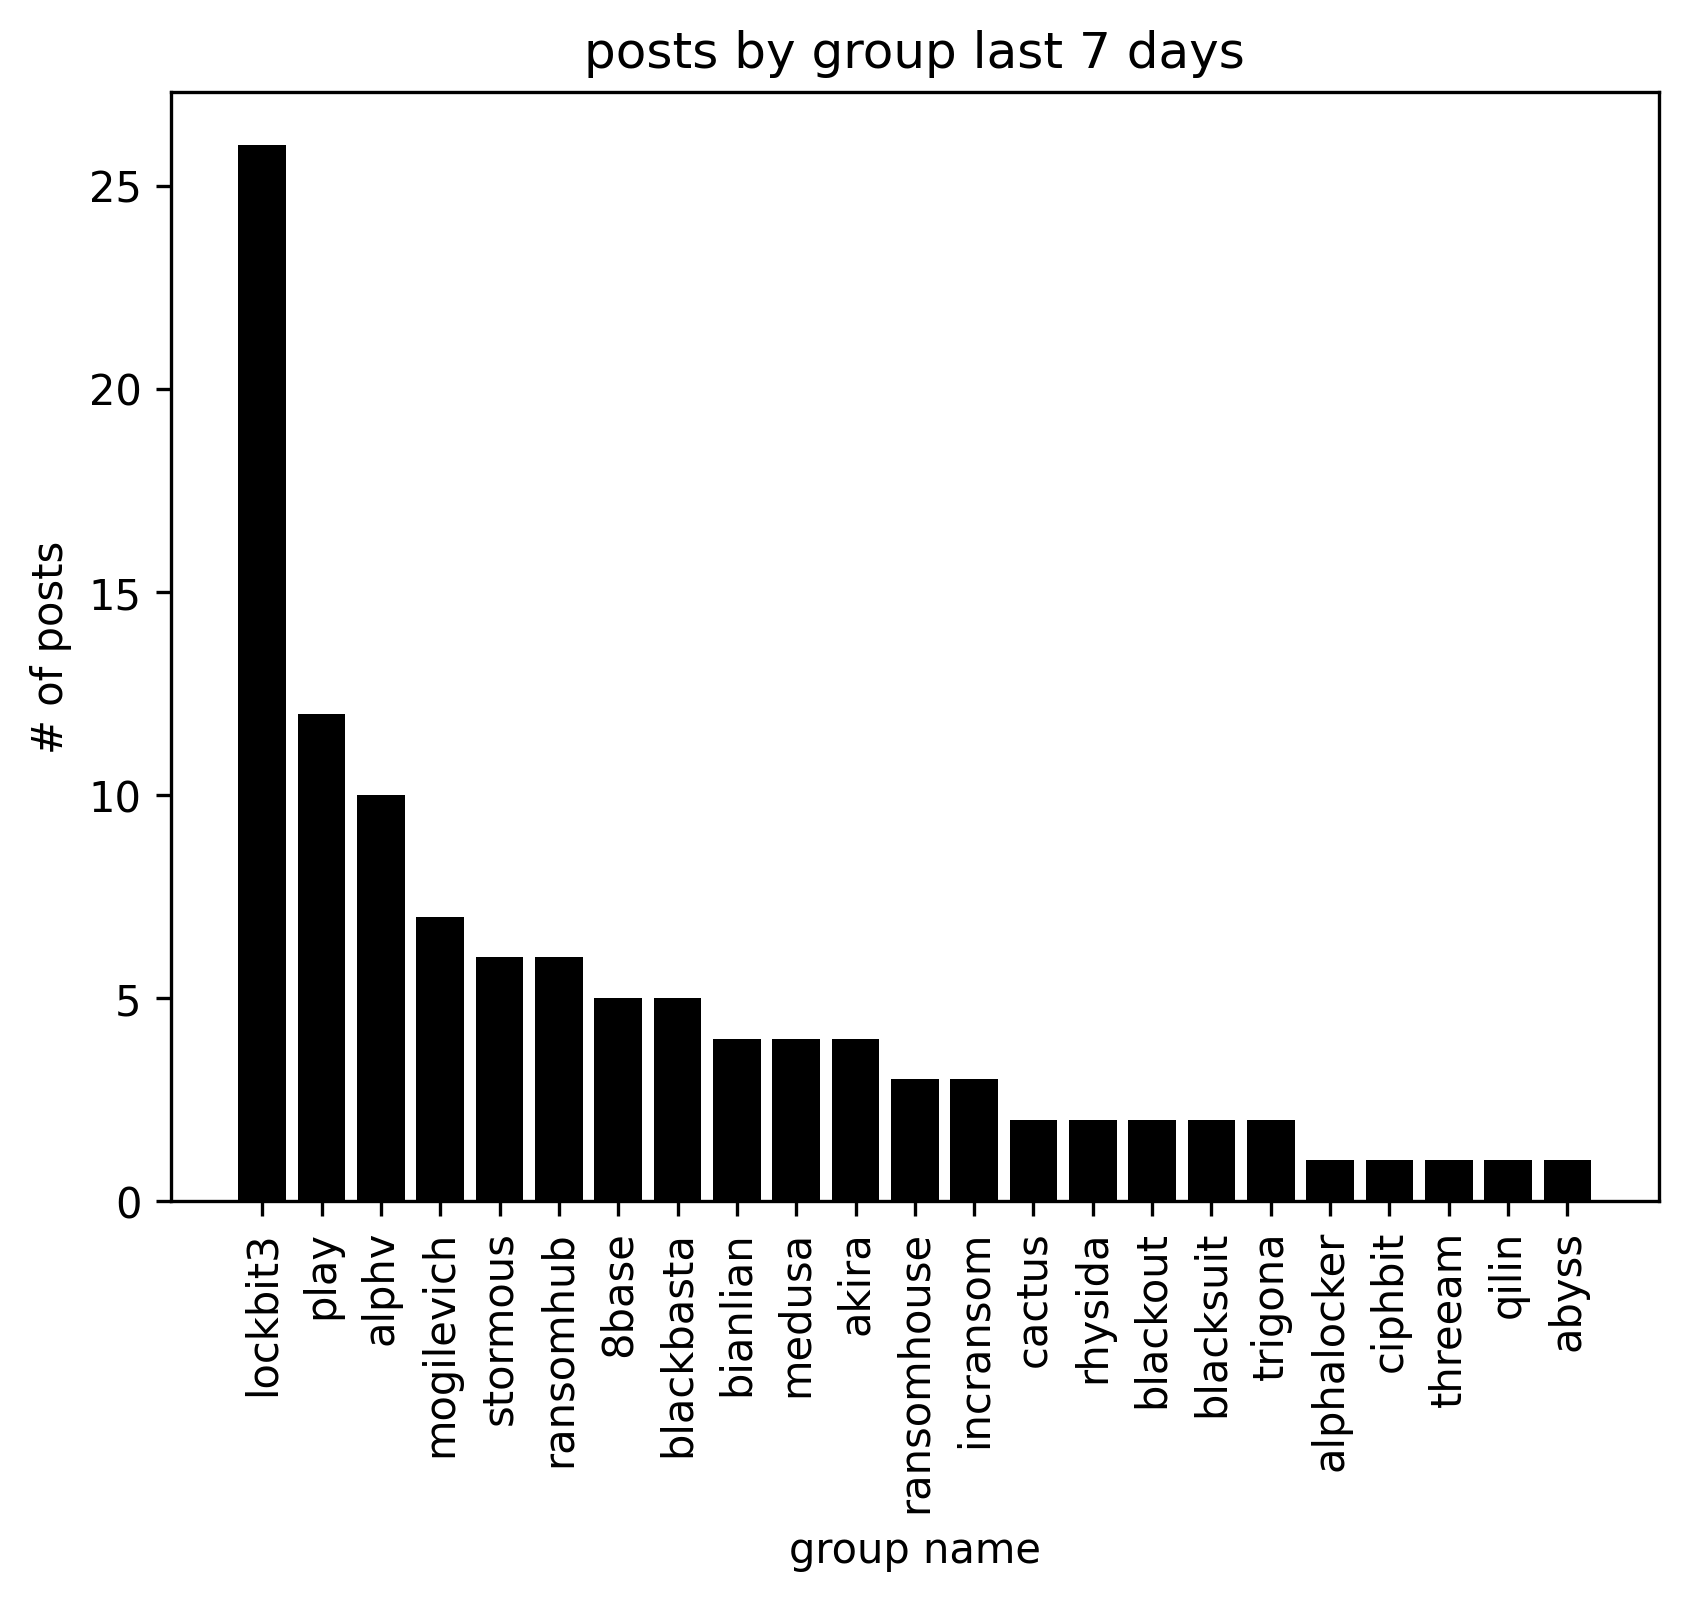 posts by group last 7 days
# of posts
25
20
15
10
5
0
lockbit3
play
alphv
mogilevich
stormous
ransomhub
8base
blackbasta
bianlian
medusa
akira
ransomhouse
incransom
cactus
rhysida
blackout
blacksuit
trigona
alphalocker
ciphbit
threeam
qilin
abyss
group name